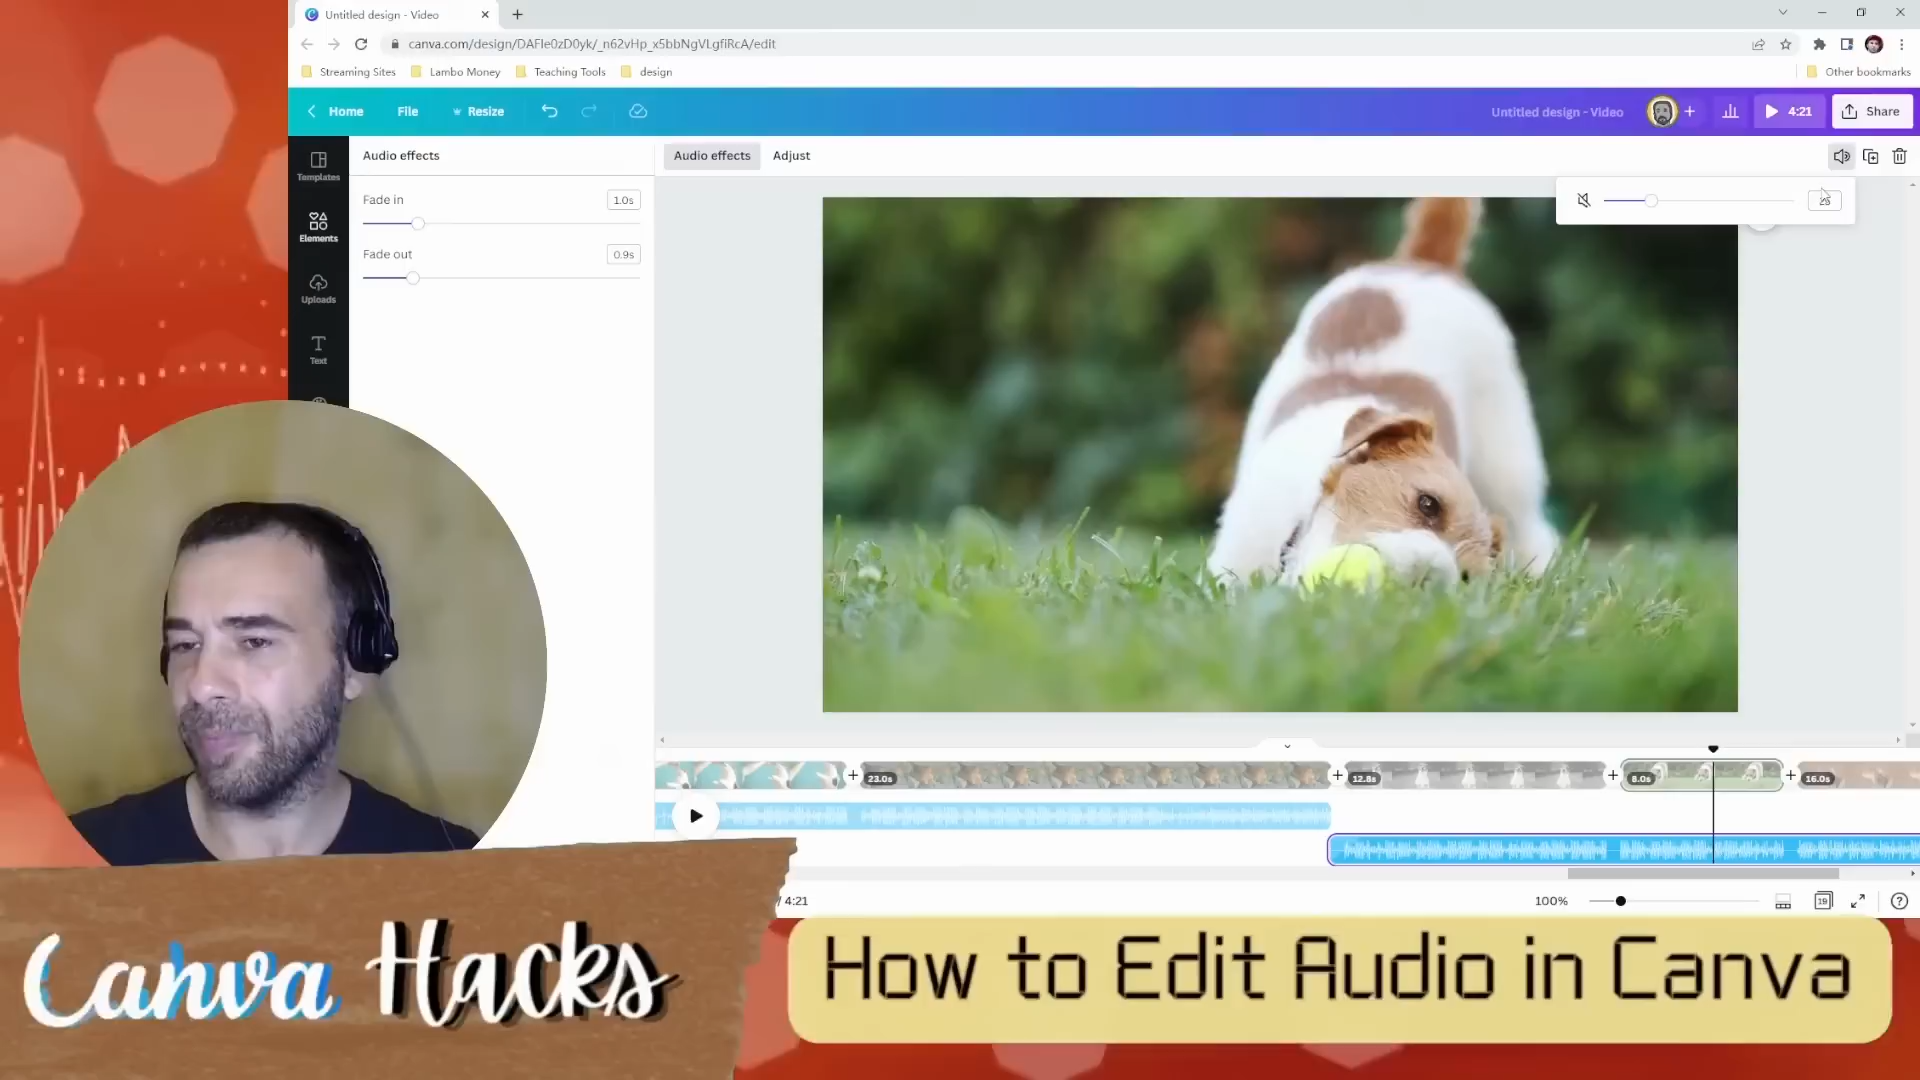 Untitled design - Video
canva.com/design/DAFIe0zD0yk/_n62vHp_x5bbNgVLgfiRcA/edit
Streaming Sites
Lambo Money
Teaching Tools
design
Other bookmarks
Home
File
Resize
Untitled design - Video
4:21
Share
Templates
Elements
Uploads
Text
Audio effects
Fade in
1.0s
Fade out
0.9s
Audio effects
Adjust
23.0s
12.8s
8.0s
16.0s
/ 4:21
100%
19
Canva Hacks
How to Edit Audio in Canva